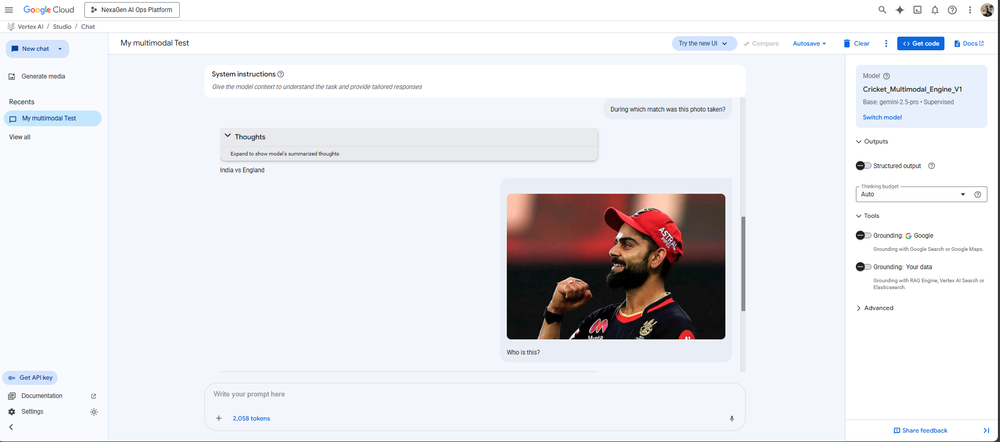 Google Cloud
NexaGen AI Ops Platform
Vertex AI / Studio / Chat
New chat
Generate media
Recents
My multimodal Test
View all
Get API key
Documentation
Settings
My multimodal Test
Try the new UI
Compare
Autosave
Clear
Get code
Docs
System instructions
Give the model context to understand the task and provide tailored responses
During which match was this photo taken?
Thoughts
Expand to show model's summarized thoughts
India vs England
ASTRAL
PIPES
Myntra
Who is this?
Write your prompt here
2,058 tokens
Model
Cricket_Multimodal_Engine_V1
Base: gemini-2.5-pro • Supervised
Switch model
Outputs
Structured output
Thinking budget
Auto
Tools
Grounding: Google
Grounding with Google Search or Google Maps.
Grounding: Your data
Grounding with RAG Engine, Vertex AI Search or
Elasticsearch.
Advanced
Share feedback